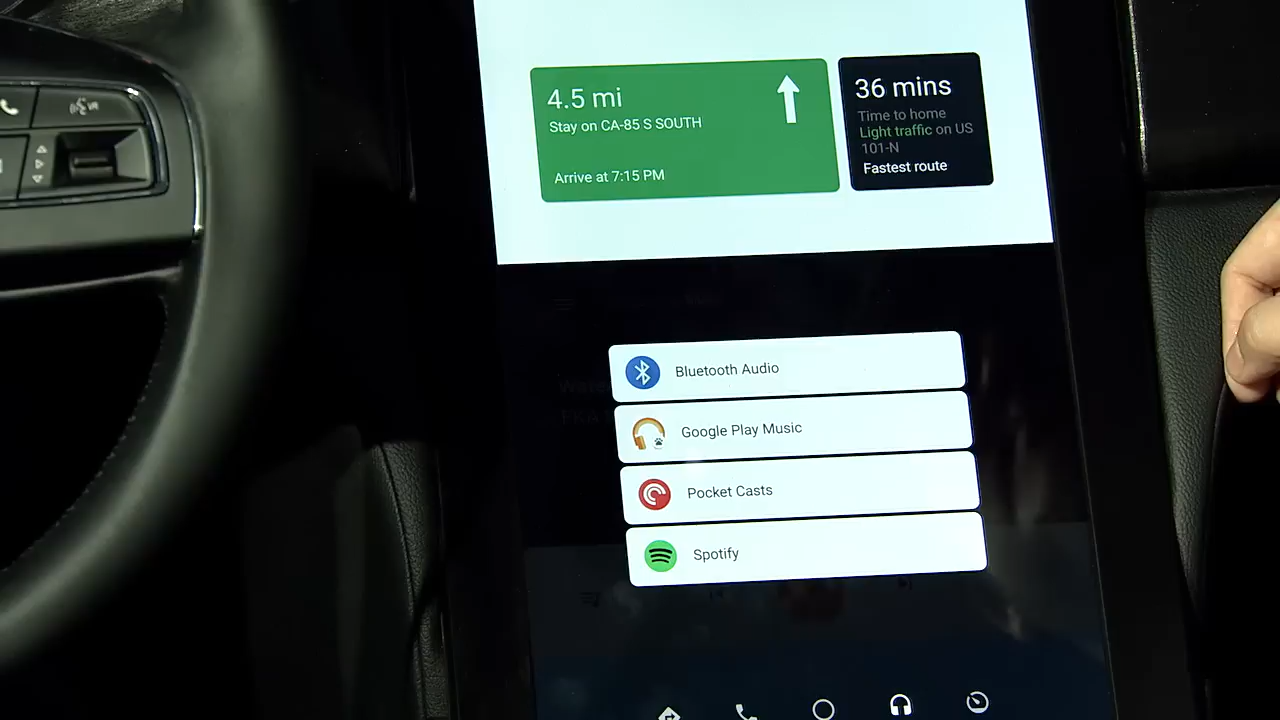 4.5 mi
Stay on CA-85 S SOUTH
Arrive at 7:15 PM
36 mins
Time to home
Light traffic on US
101-N
Fastest route
Bluetooth Audio
Google Play Music
Pocket Casts
Spotify